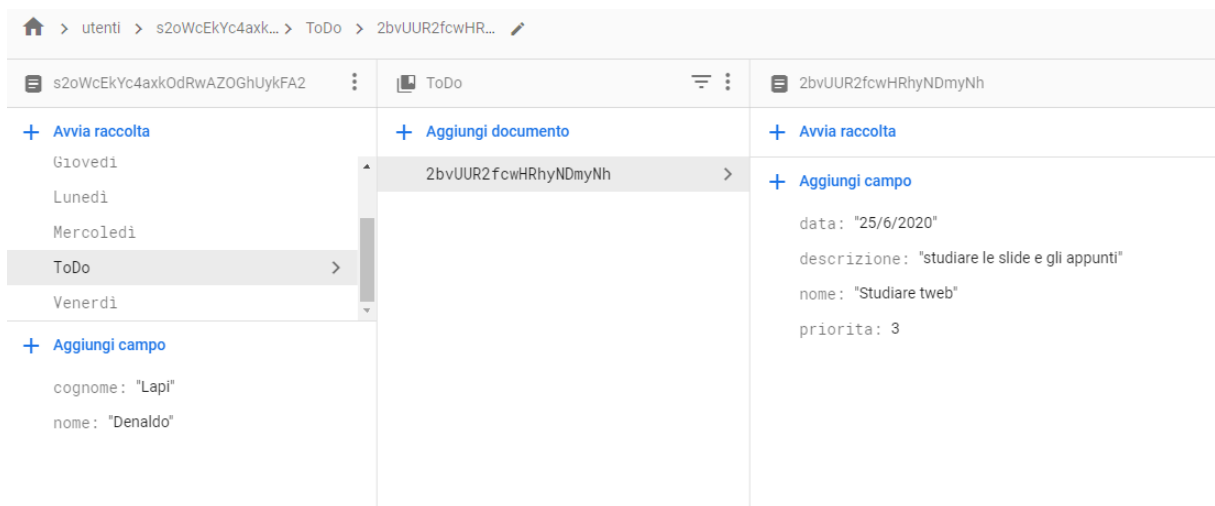 utenti > s2oWcEkYc4axk... > ToDo > 2bvUUR2fcwHR...
s2oWcEkYc4axkOdRwAZOGhUykFA2
Avvia raccolta
Giovedì
Lunedì
Mercoledì
ToDo
Venerdì
Aggiungi campo
cognome: "Lapi"
nome: "Denaldo"
ToDo
Aggiungi documento
2bvUUR2fcwHRhyNDmyNh
2bvUUR2fcwHRhyNDmyNh
Avvia raccolta
Aggiungi campo
data: "25/6/2020"
descrizione: "studiare le slide e gli appunti"
nome: "Studiare tweb"
priorita: 3